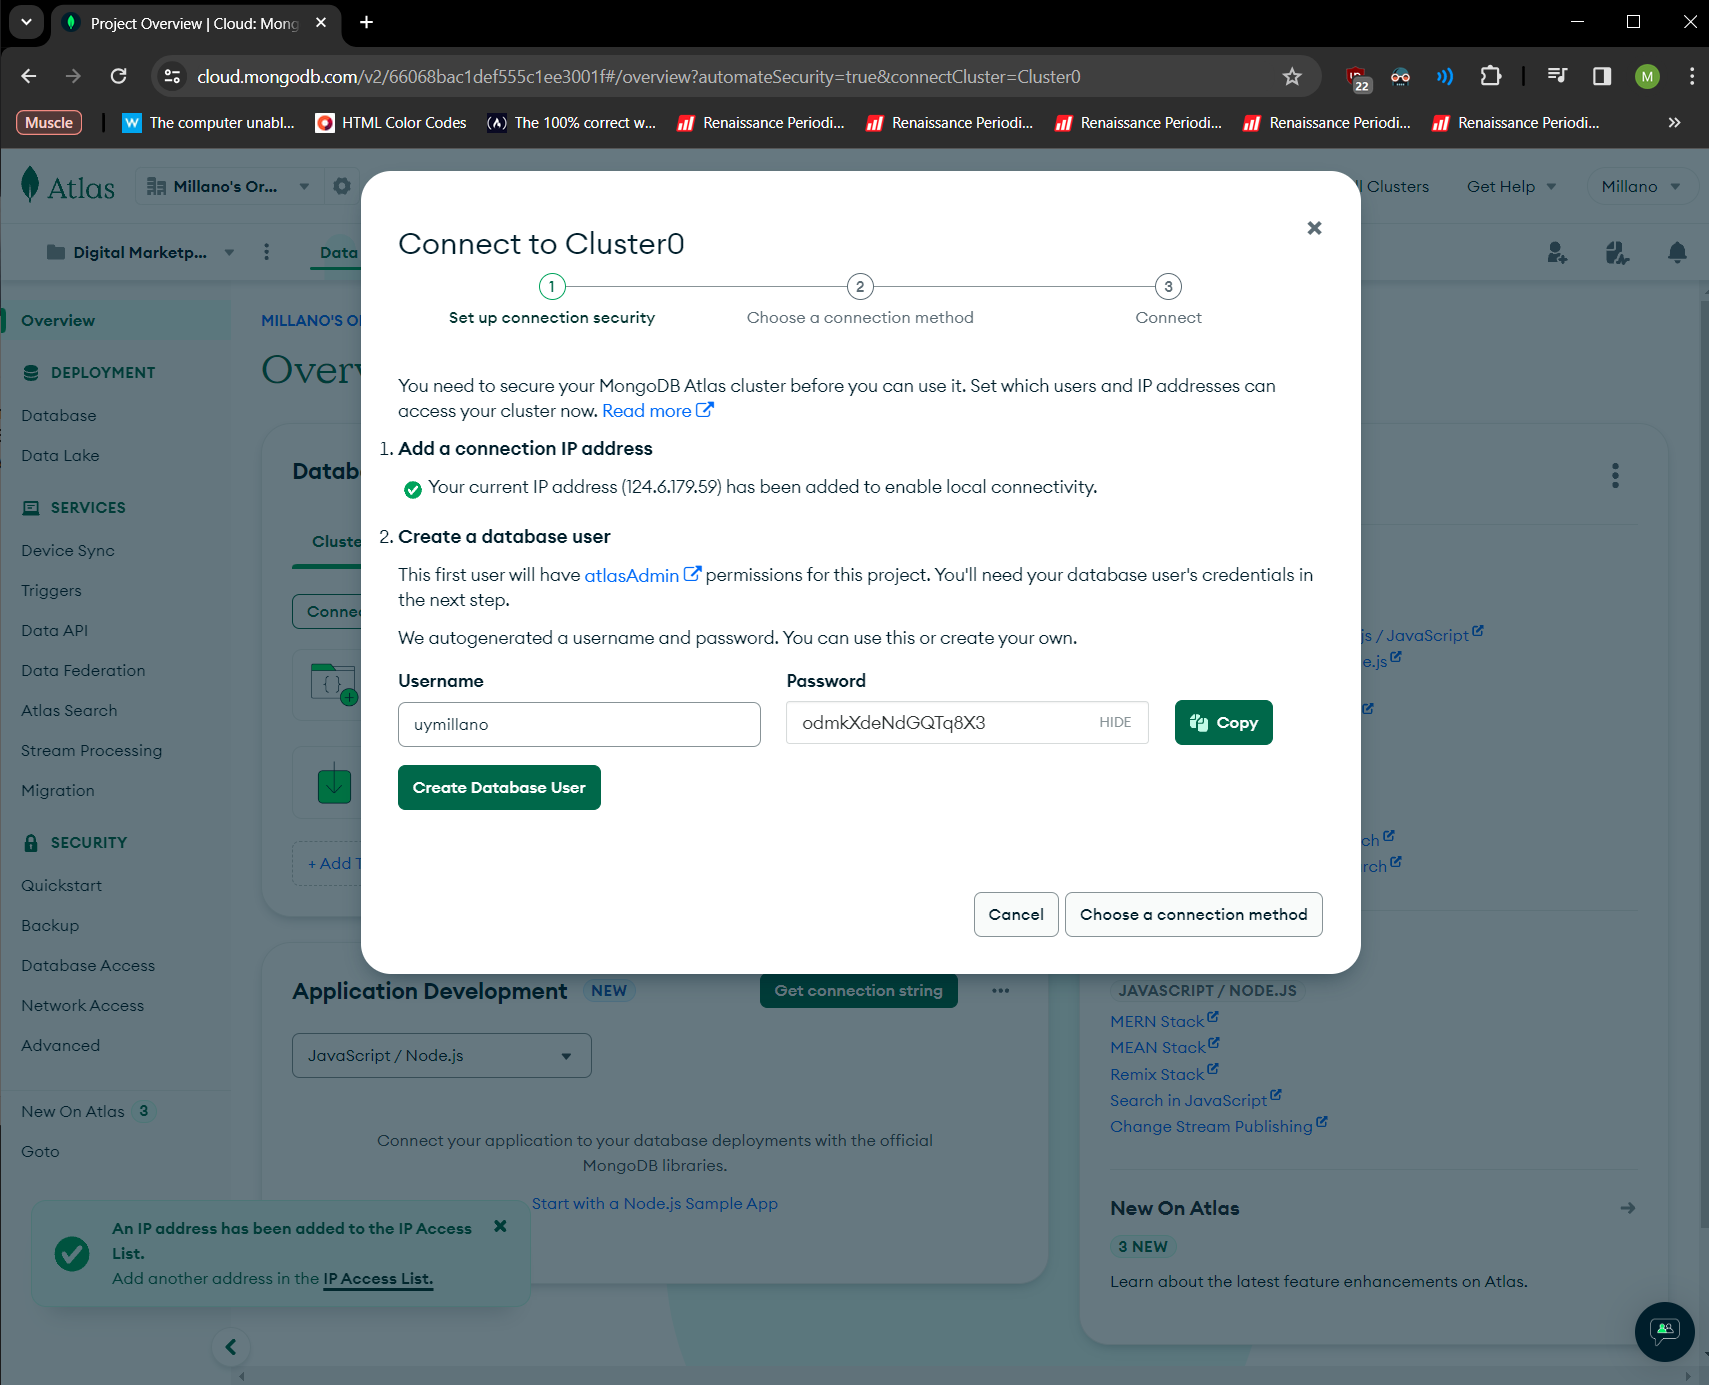 Project Overview | Cloud: Mong
cloud.mongodb.com/v2/66068bac1def555c1ee3001f#/overview?automateSecurity=true&connectCluster=Cluster0
22
M
Muscle
The computer unabl...
HTML Color Codes
The 100% correct w...
Renaissance Periodi...
Renaissance Periodi...
Renaissance Periodi...
Renaissance Periodi...
Renaissance Periodi...
Atlas
Millano's Or...
Clusters
Get Help
Millano
Digital Marketp...
Data
Overview
DEPLOYMENT
Database
Data Lake
SERVICES
Device Sync
Triggers
Data API
Data Federation
Atlas Search
Stream Processing
Migration
SECURITY
Quickstart
Backup
Database Access
Network Access
Advanced
New On Atlas 3
Goto
MILLANO'S O
Over
Datab
Cluste
Connec
+ Add T
Connect to Cluster0
1
2
3
Set up connection security
Choose a connection method
Connect
You need to secure your MongoDB Atlas cluster before you can use it. Set which users and IP addresses can
access your cluster now. Read more
1. Add a connection IP address
Your current IP address (124.6.179.59) has been added to enable local connectivity.
2. Create a database user
This first user will have atlasAdmin permissions for this project. You'll need your database user's credentials in
the next step.
We autogenerated a username and password. You can use this or create your own.
Username
Password
uymillano
odmkXdeNdGQTq8X3
HIDE
Copy
Create Database User
Cancel
Choose a connection method
js / JavaScript
e.js
ch
rch
Application Development
NEW
Get connection string
JavaScript / Node.js
Connect your application to your database deployments with the official
MongoDB libraries.
Start with a Node.js Sample App
JAVASCRIPT / NODE.JS
MERN Stack
MEAN Stack
Remix Stack
Search in JavaScript
Change Stream Publishing
New On Atlas
3 NEW
Learn about the latest feature enhancements on Atlas.
An IP address has been added to the IP Access
List.
Add another address in the IP Access List.